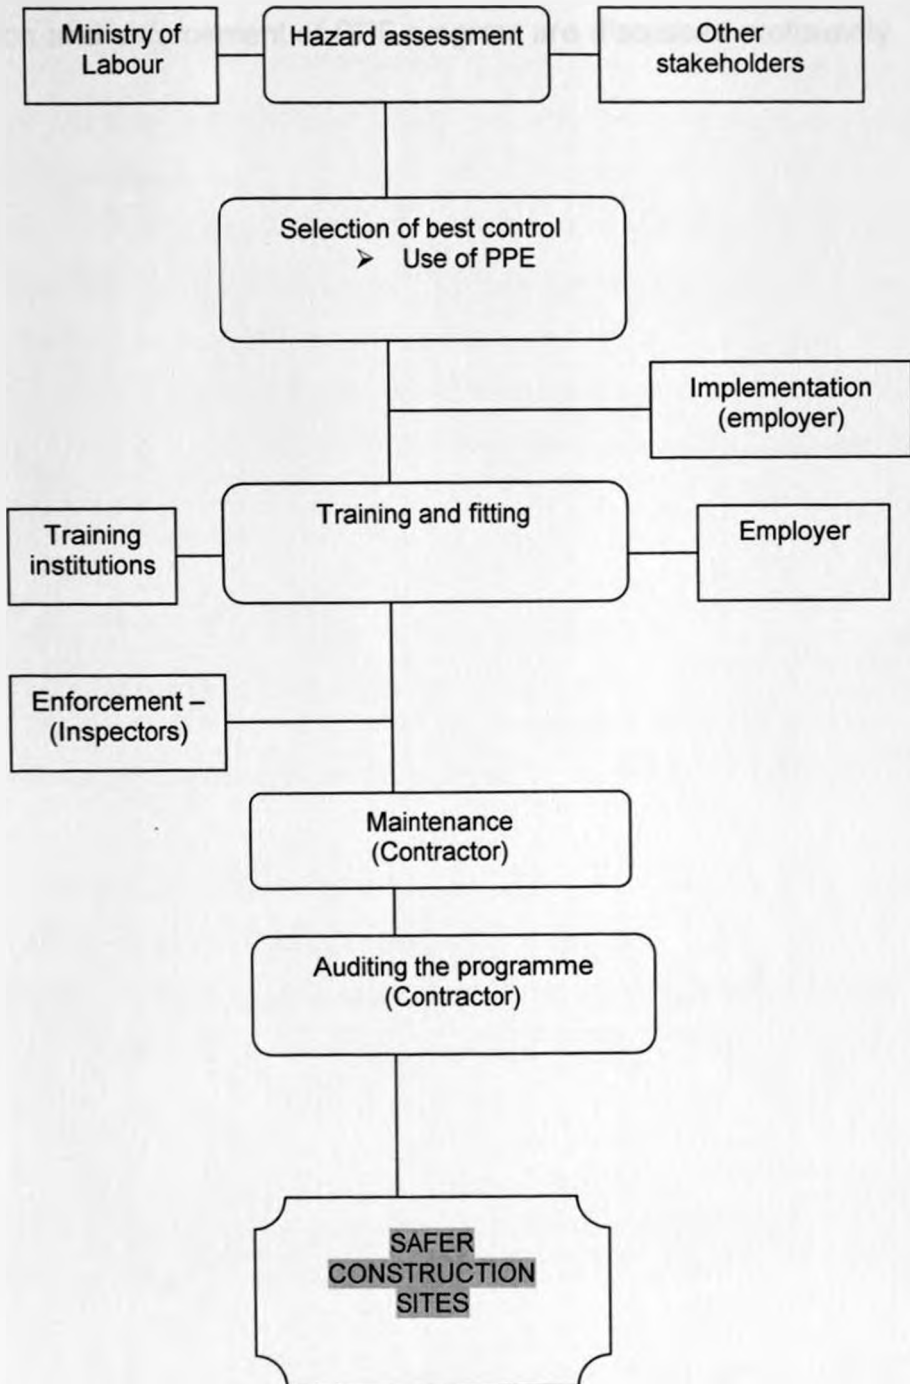 Ministry of
Labour
Hazard assessment
Other
stakeholders
Selection of best control
➢ Use of PPE
Implementation
(employer)
Training
institutions
Training and fitting
Employer
Enforcement –
(Inspectors)
Maintenance
(Contractor)
Auditing the programme
(Contractor)
SAFER
CONSTRUCTION
SITES